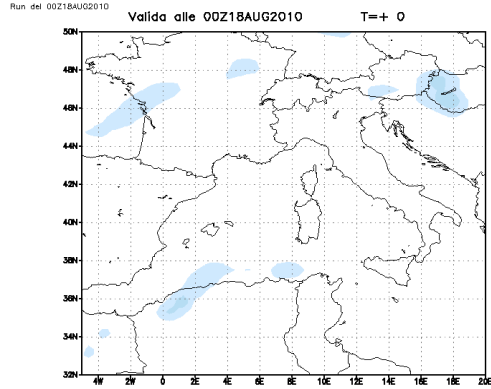 Run del 00Z18AUG2010
Valida alle 00Z18AUG2010 T=+ 0
50N
48N
46N
44N
42N
40N
38N
36N
34N
32N
4W 2W 0 2E 4E 6E 8E 10E 12E 14E 16E 18E 20E